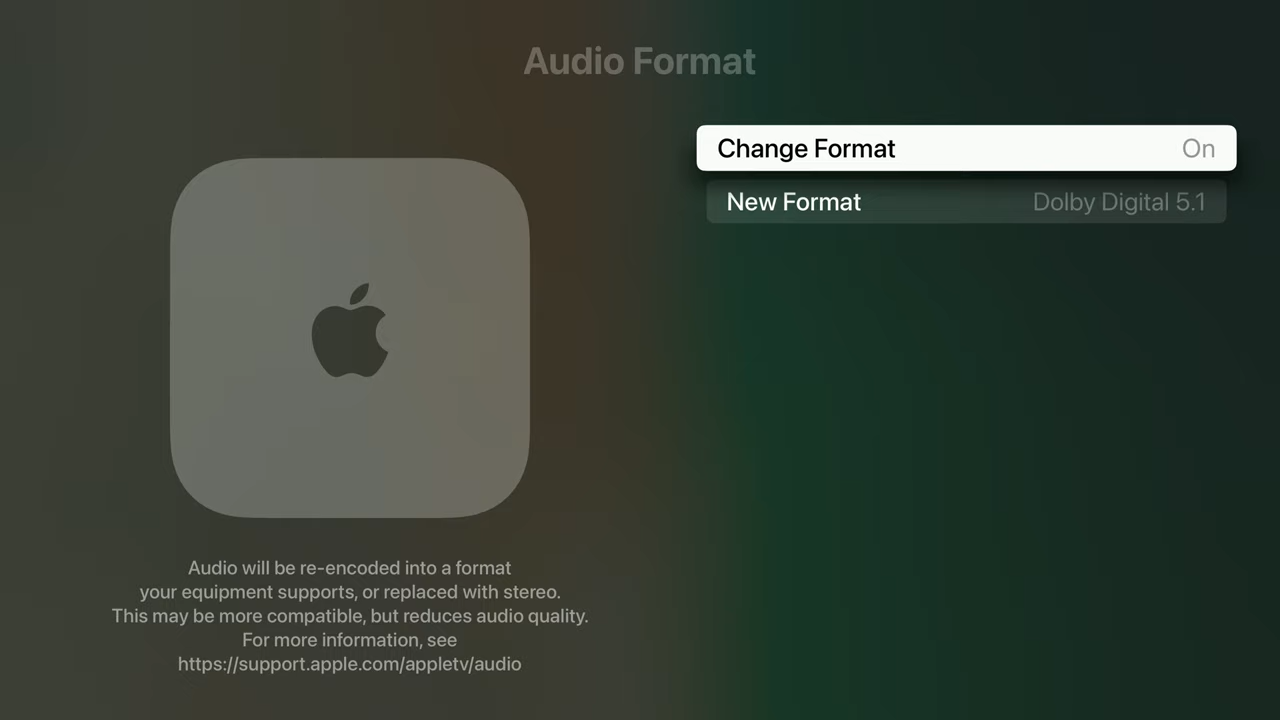 Audio Format
Change Format On
New Format Dolby Digital 5.1
Audio will be re-encoded into a format
your equipment supports, or replaced with stereo.
This may be more compatible, but reduces audio quality.
For more information, see
https://support.apple.com/appletv/audio